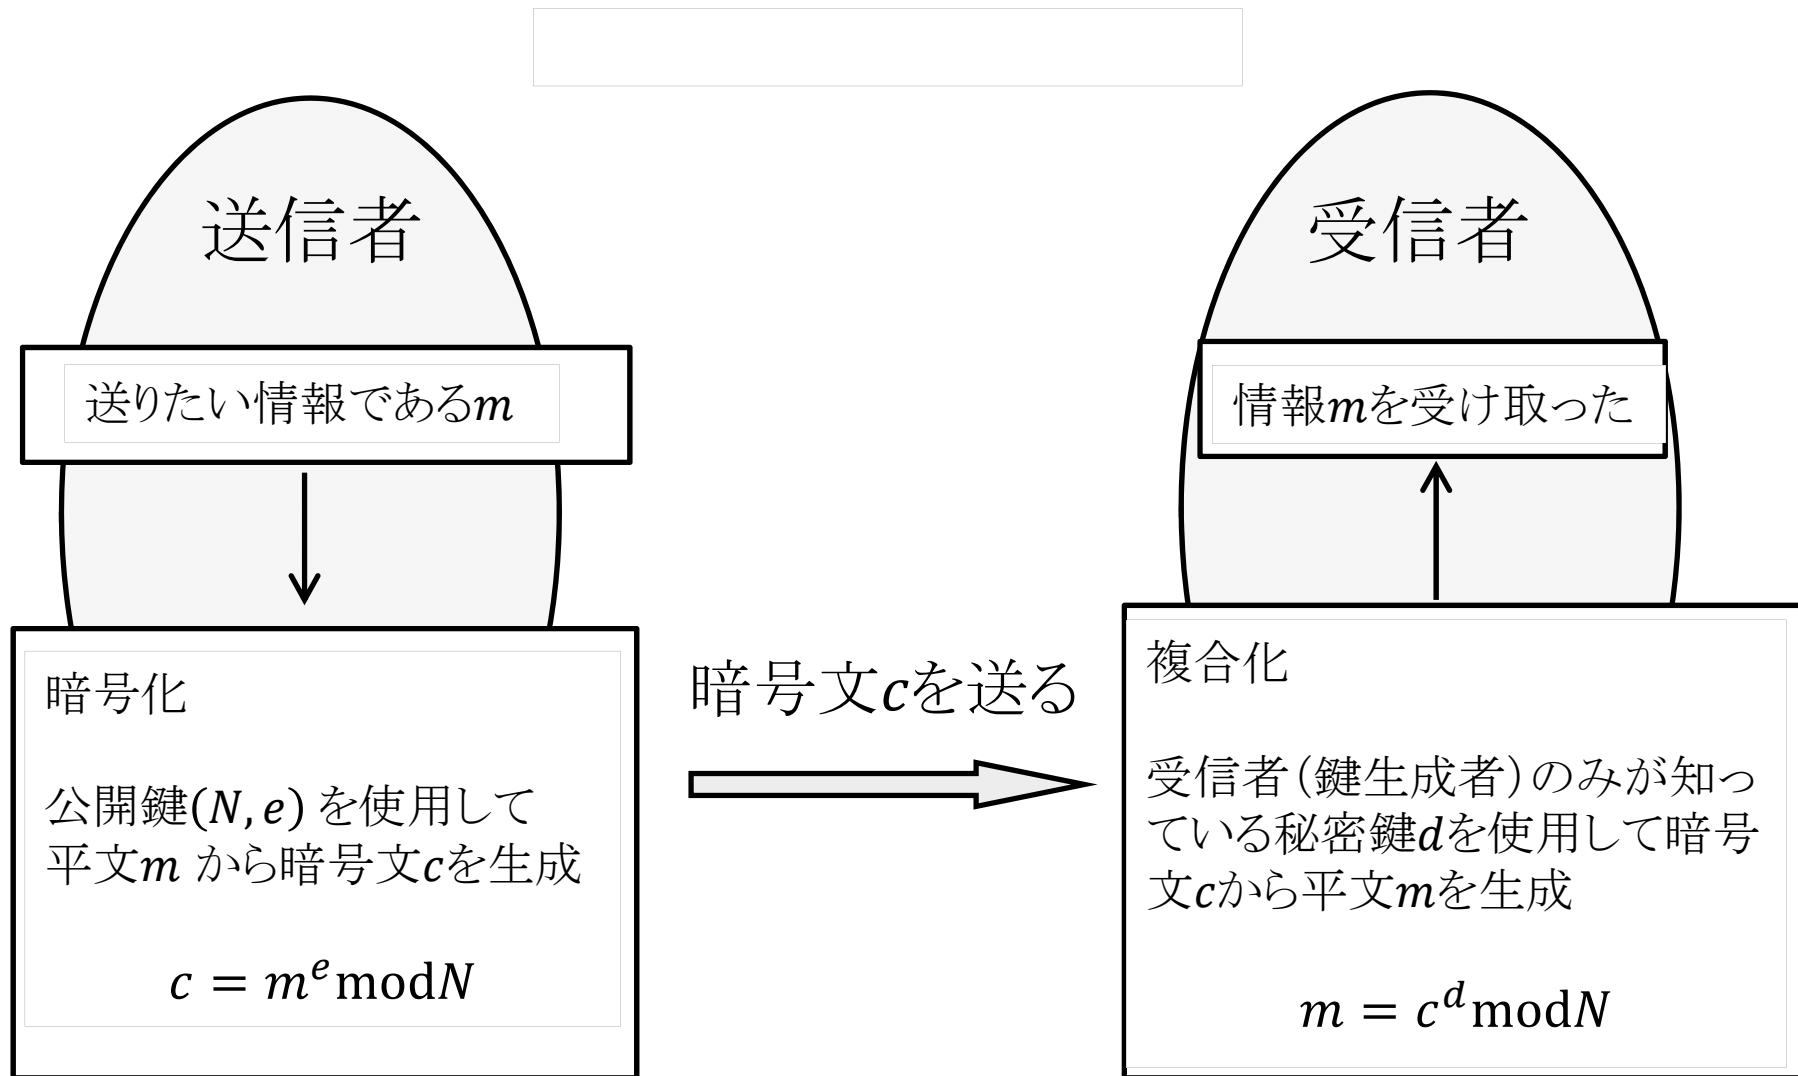 送信者
送りたい情報であるm
暗号化
公開鍵(N, e) を使用して
平文m から暗号文cを生成
c = m^e modN
暗号文cを送る
受信者
情報mを受け取った
複合化
受信者(鍵生成者)のみが知っ
ている秘密鍵dを使用して暗号
文cから平文mを生成
m = c^d modN